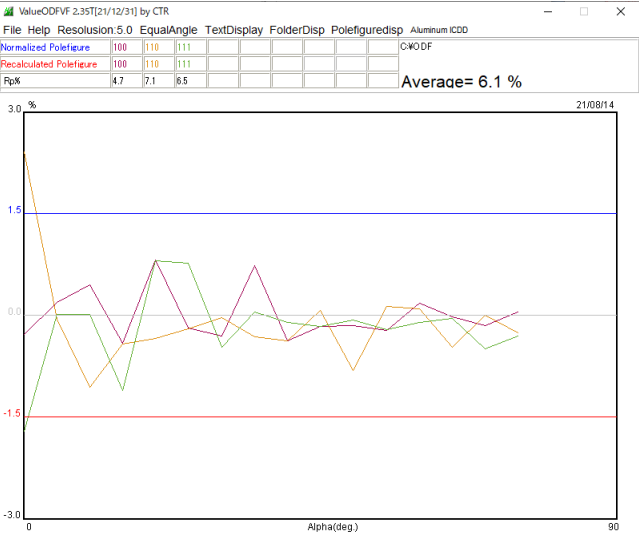 ValueODFVF 2.35T[21/12/31] by CTR
File Help Resolusion:5.0 EqualAngle TextDisplay FolderDisp Polefiguredisp Aluminum ICDD
Normalized Polefigure 100 110 111
C:¥ODF
Recalculated Polefigure 100 110 111
Rp% 4.7 7.1 6.5
Average= 6.1 %
3.0 % 21/08/14
1.5
0.0
-1.5
-3.0
0 Alpha(deg.) 90